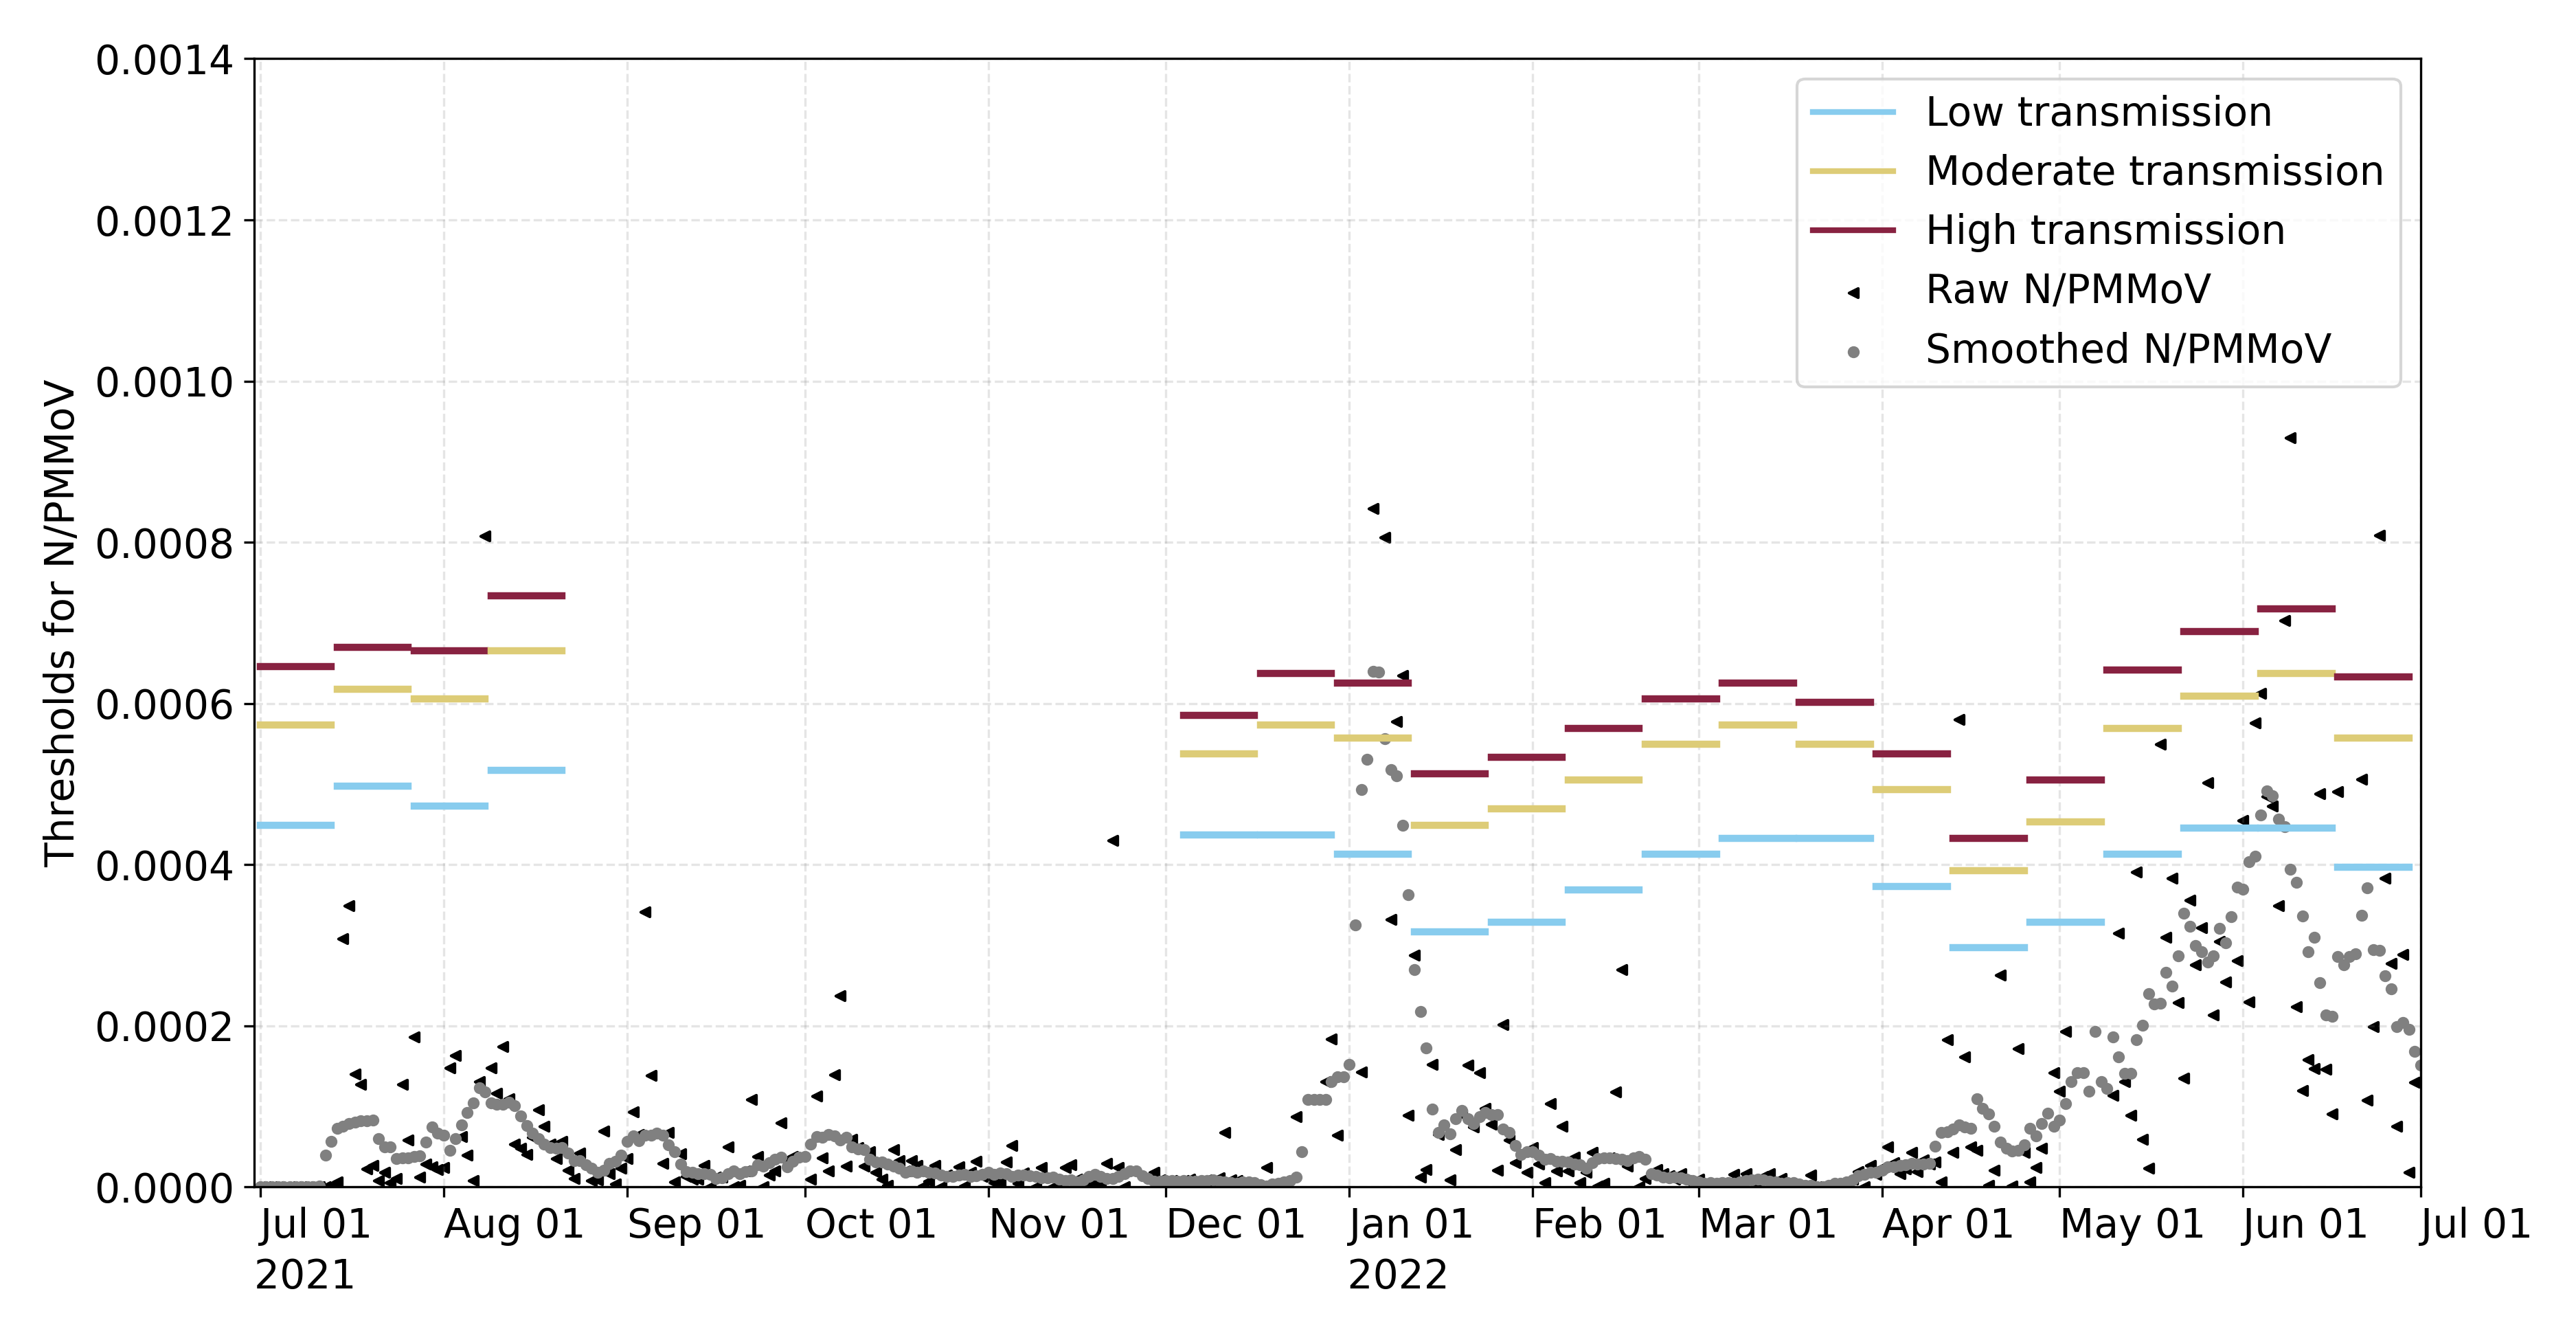 Thresholds for N/PMMoV
0.0014
0.0012
0.0010
0.0008
0.0006
0.0004
0.0002
0.0000
Low transmission
Moderate transmission
High transmission
Raw N/PMMoV
Smoothed N/PMMoV
Jul 01 Aug 01 Sep 01 Oct 01 Nov 01 Dec 01 Jan 01 Feb 01 Mar 01 Apr 01 May 01 Jun 01 Jul 01
2021 2022